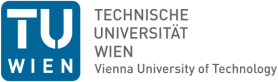 TU
WIEN
TECHNISCHE
UNIVERSITÄT
WIEN
Vienna University of Technology